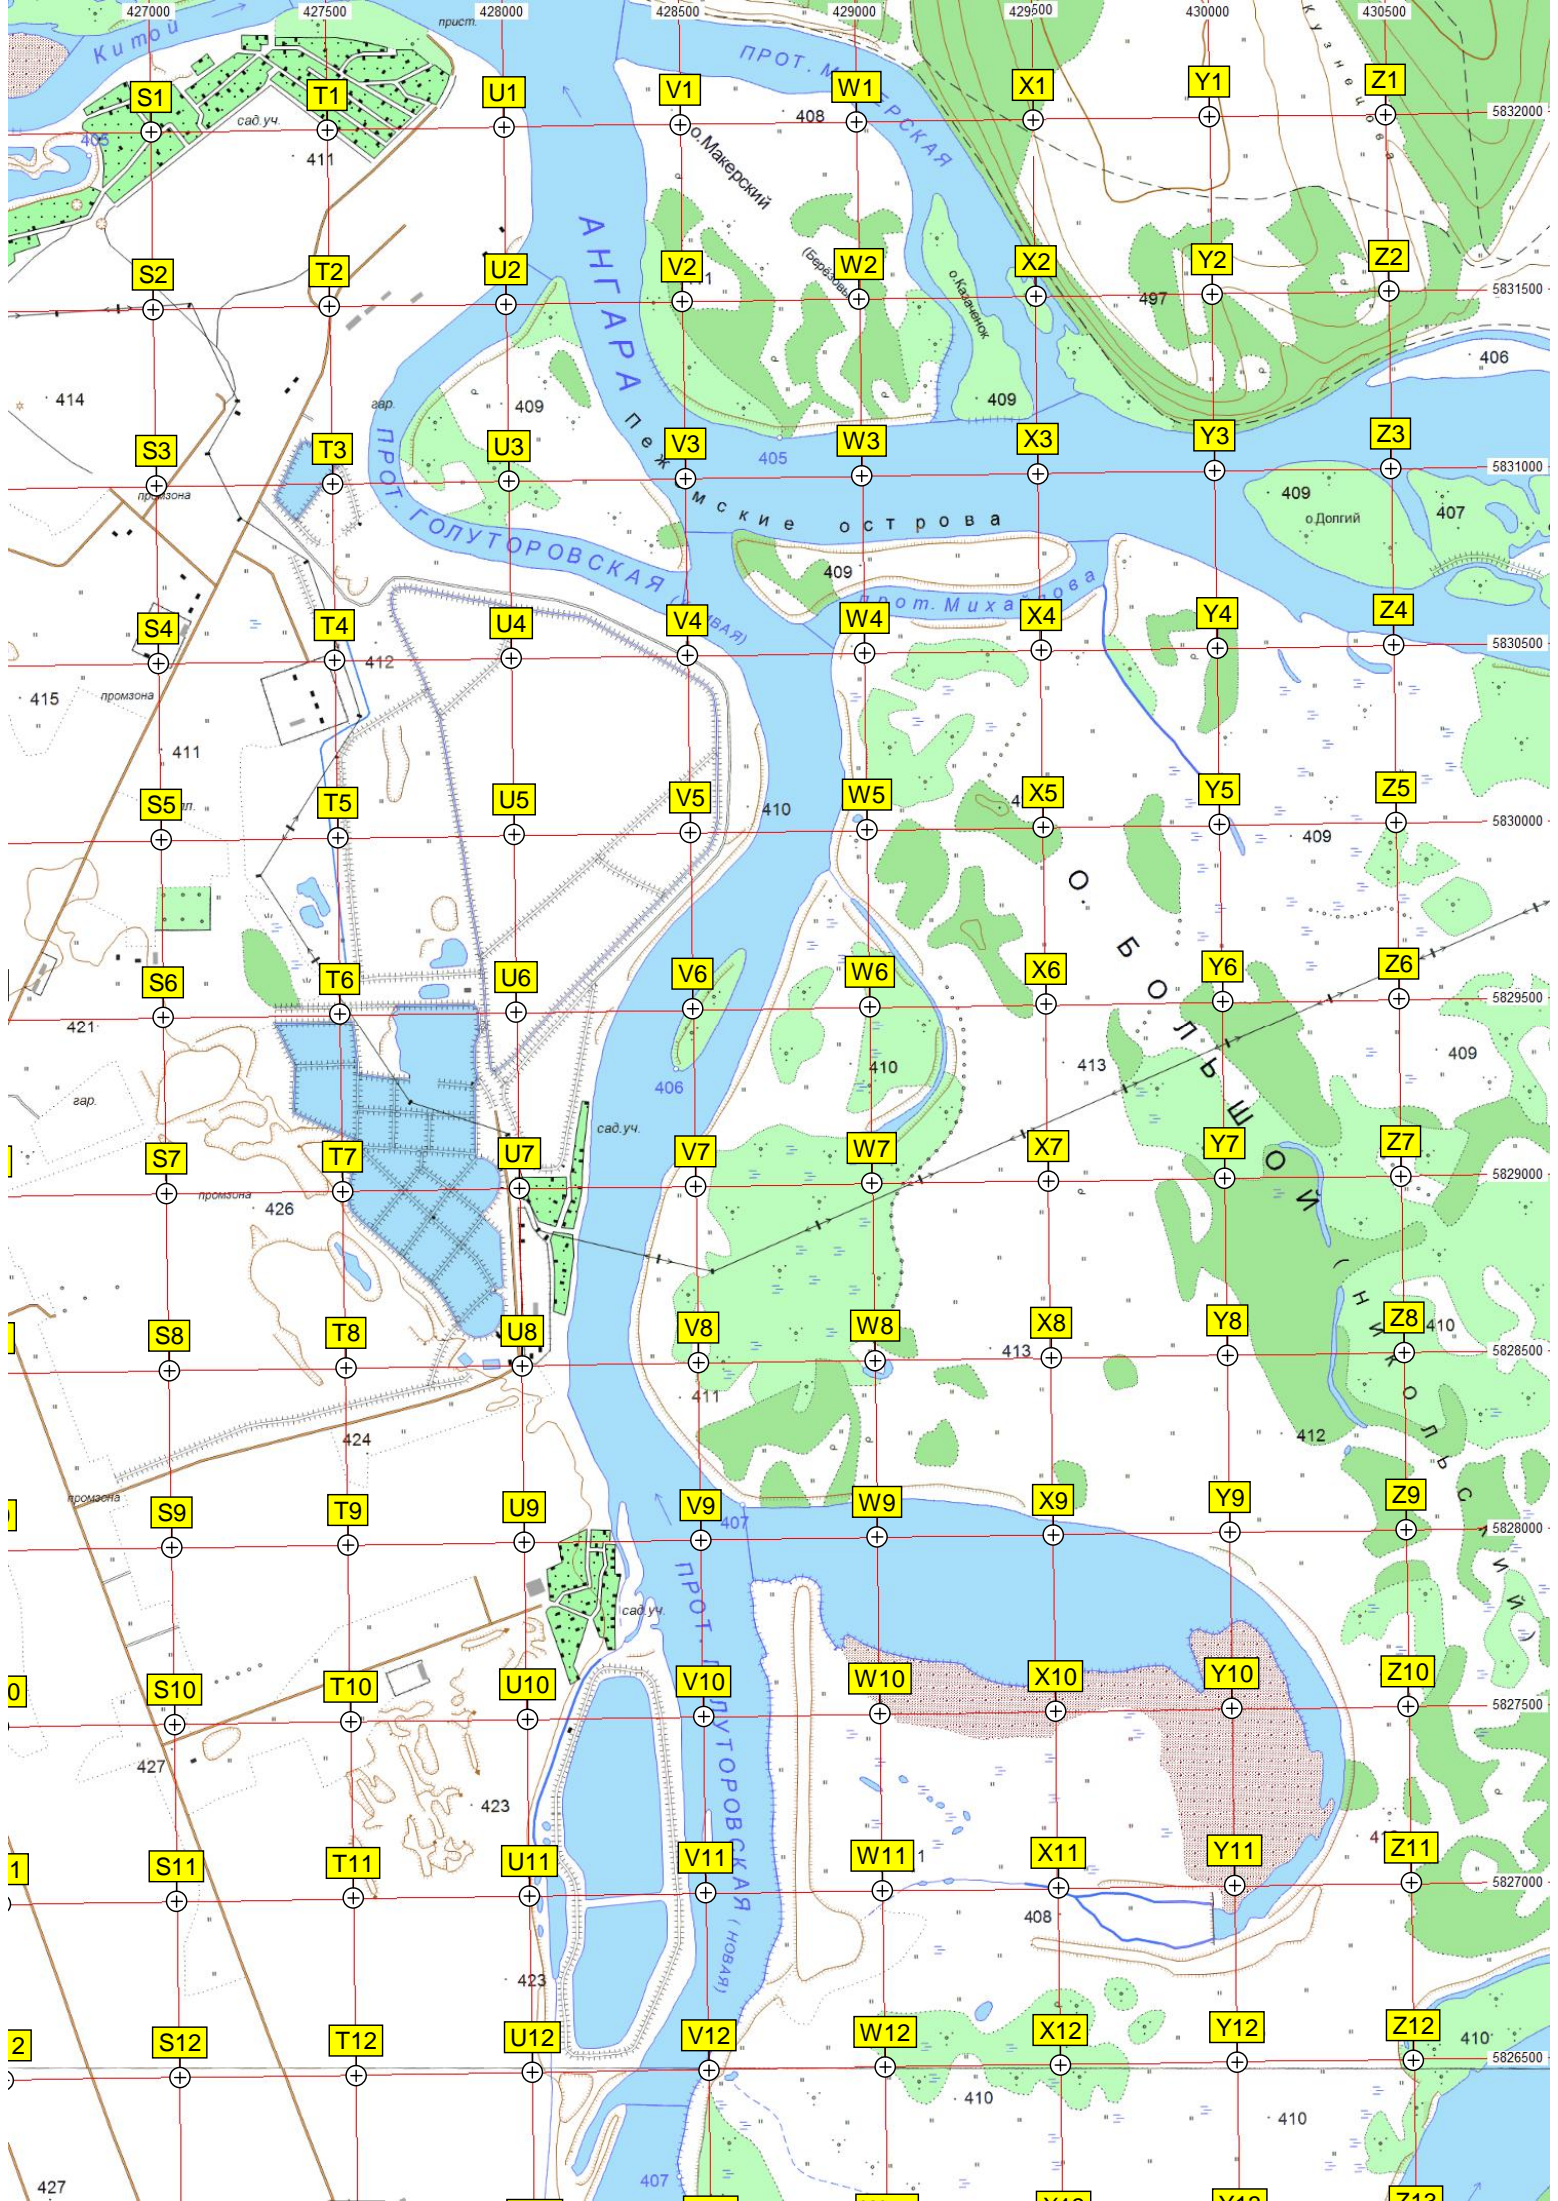 427000 427500 428000 428500 429000 429500 430000 430500
Китой
прист.
ПРОТ. М
ЕРСКАЯ
Кузнецова
S1 T1 U1 V1 W1 X1 Y1 Z1
5832000
сад.уч.
408
405
411
о.Макерский
АНГАРА
S2 T2 U2 V2 W2 X2 Y2 Z2
5831500
о.Казачонок
497
406
414
гар.
409
409
S3 T3 U3 V3 W3 X3 Y3 Z3
5831000
405
промзона
Пежемские острова
409
407
о.Долгий
ПРОТ. ГОЛУТОРОВСКАЯ
409
Прот. Михайлова
S4 T4 U4 V4 W4 X4 Y4 Z4
5830500
412
415
промзона
411
S5 T5 U5 V5 W5 X5 Y5 Z5
5830000
410
409
О. БОЛЬШОЙ (НИКОЛЬСКИЙ)
S6 T6 U6 V6 W6 X6 Y6 Z6
5829500
421
406
410
413
409
гар.
сад.уч.
S7 T7 U7 V7 W7 X7 Y7 Z7
5829000
промзона
426
S8 T8 U8 V8 W8 X8 Y8 Z8
410
5828500
413
411
424
412
промзона
S9 T9 U9 V9 W9 X9 Y9 Z9
5828000
407
сад.уч.
S10 T10 U10 V10 W10 X10 Y10 Z10
5827500
ПРОТ.
ЛУТОРОВСКАЯ (НОВАЯ)
427
423
S11 T11 U11 V11 W11 X11 Y11 Z11
5827000
408
423
S12 T12 U12 V12 W12 X12 Y12 Z12
410
5826500
410
410
407
427